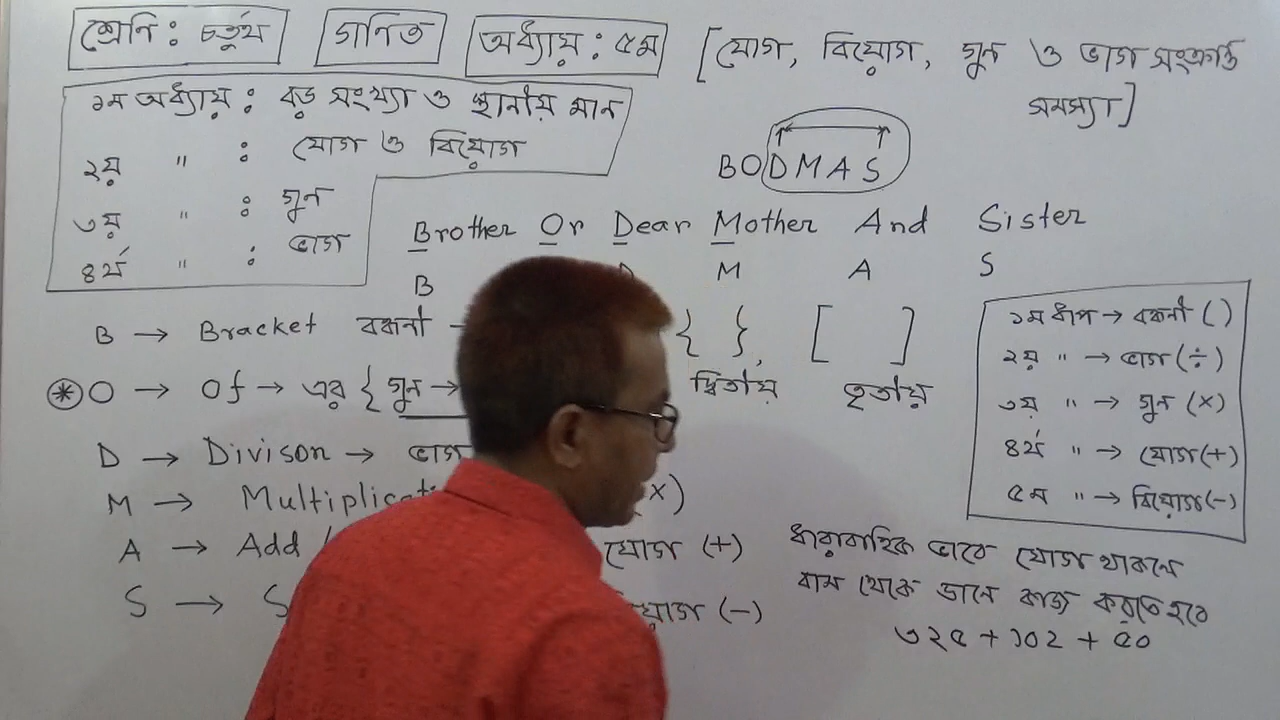 শ্রেনি : চতুর্থ গনিত অধ্যায় : ৫ম [যোগ, বিয়োগ, গুন ও ভাগ সংক্রান্ত
সমস্যা]
১ম অধ্যায় : বড় সংখ্যা ও স্থানীয় মান
২য় " : যোগ ও বিয়োগ
৩য় " : গুন
৪র্থ " : ভাগ
BODMAS
Brother Or Dear Mother And Sister
B D M A S
B → Bracket বন্ধনী { }, [ ]
O → Of → এর { গুন → দ্বিতীয় তৃতীয়
D → Divison → ভাগ
M → (×)
A → Add যোগ (+)
S → (−)
১ম ধাপ → বন্ধনী ( )
২য় " → ভাগ (÷)
৩য় " → গুন (×)
৪র্থ " → যোগ (+)
৫ম " → বিয়োগ (−)
ধারাবাহিক ভাবে যোগ থাকলে
বাম থেকে ডানে কাজ করতে হবে
৩২৫ + ১০২ + ৫০